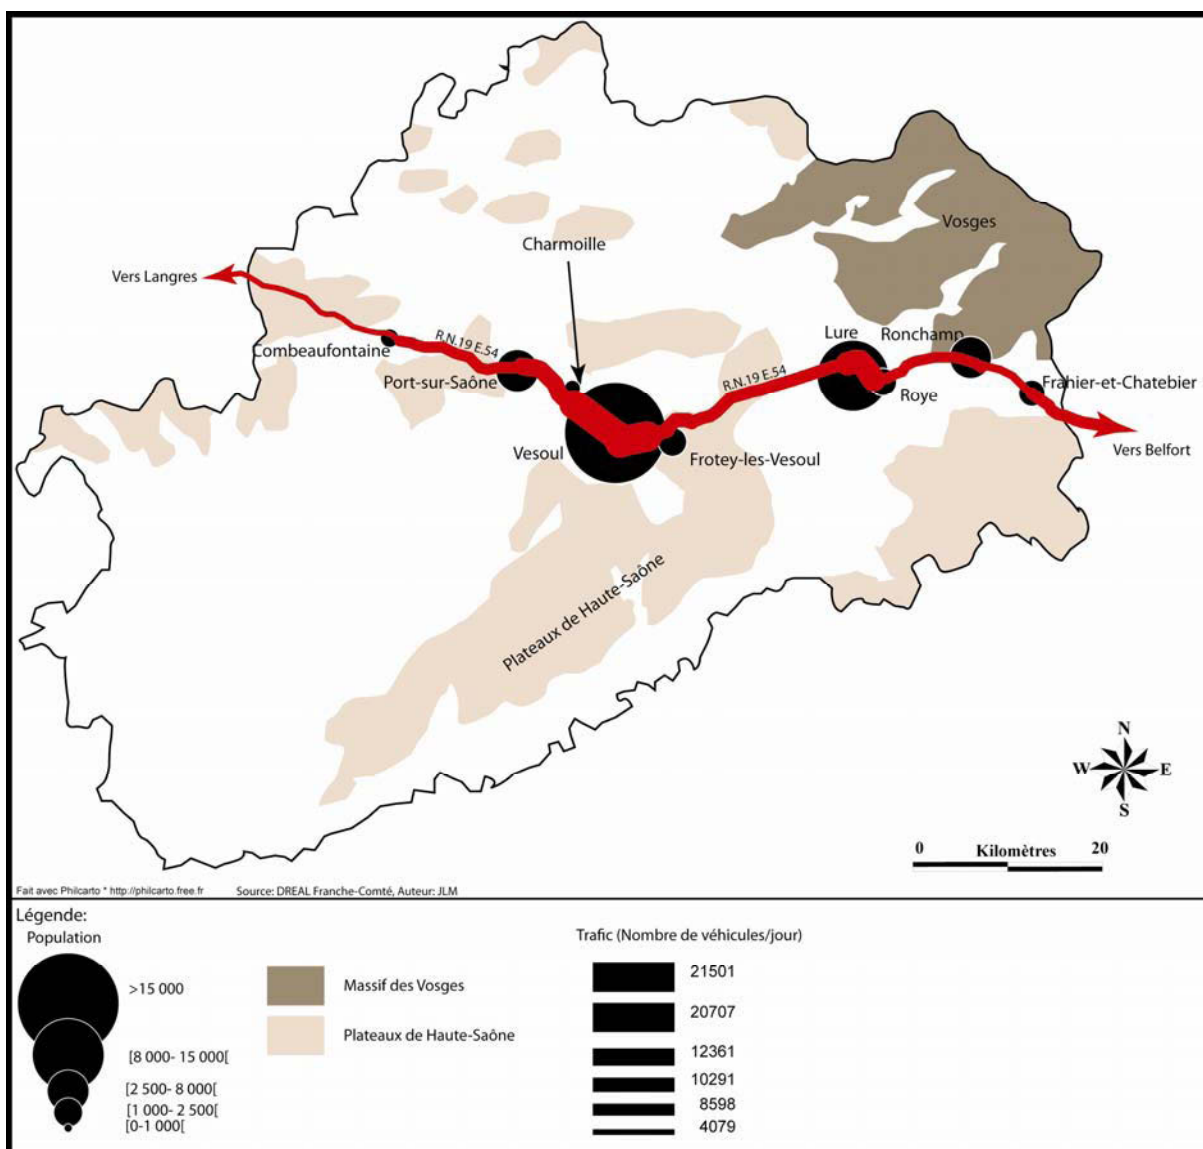 Vosges
Charmoille
Vers Langres
R.N.19 E.54
Combeaufontaine
Port-sur-Saône
Lure
Ronchamp
R.N.19 E.54
Roye
Frahier-et-Chatebier
Vers Belfort
Vesoul
Frotey-les-Vesoul
Plateaux de Haute-Saône
N
W
E
S
0 Kilomètres 20
Fait avec Philcarto * http://philcarto.free.fr
Source: DREAL Franche-Comté, Auteur: JLM
Légende:
Population
>15 000
[8 000- 15 000[
[2 500- 8 000[
[1 000- 2 500[
[0-1 000[
Massif des Vosges
Plateaux de Haute-Saône
Trafic (Nombre de véhicules/jour)
21501
20707
12361
10291
8598
4079